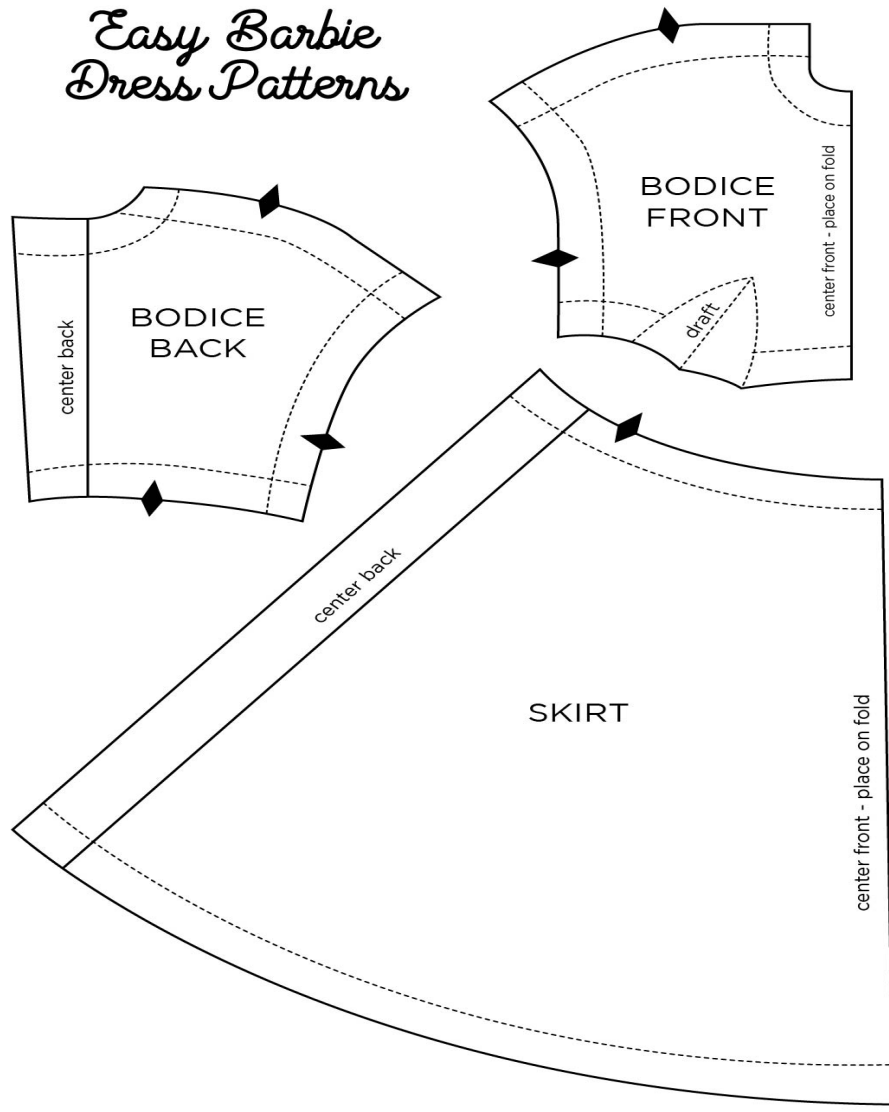 Easy Barbie
Dress Patterns
BODICE
FRONT
center front - place on fold
draft
BODICE
BACK
center back
center back
SKIRT
center front - place on fold